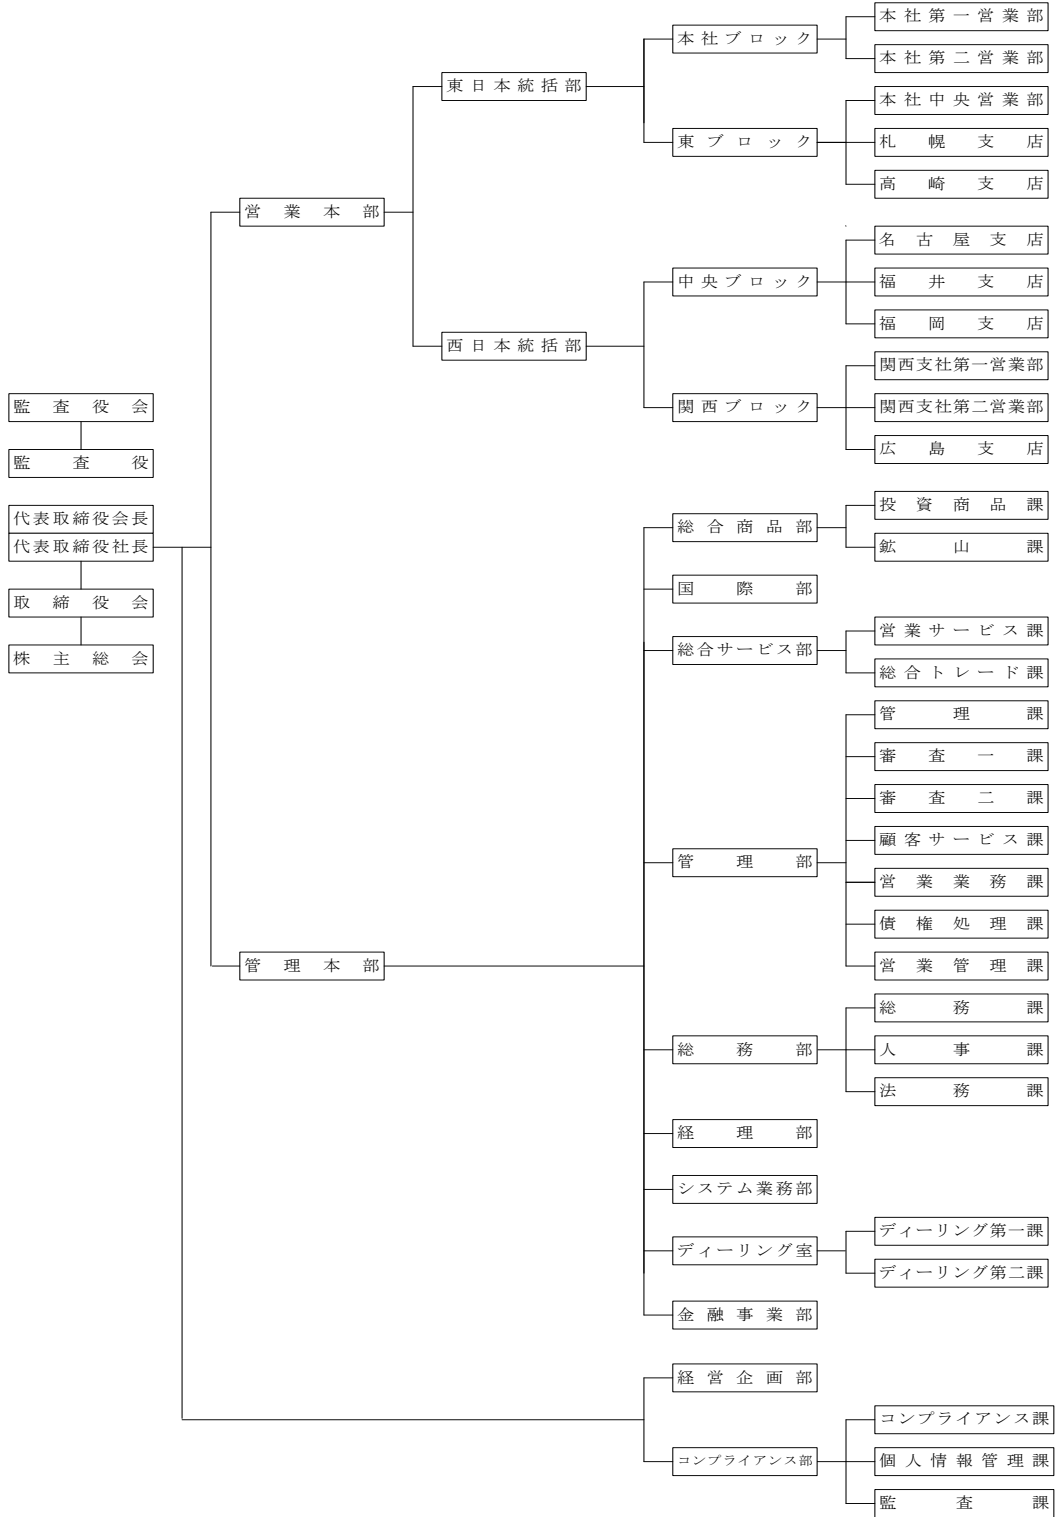 監査役会
監査役
代表取締役会長
代表取締役社長
取締役会
株主総会
営業本部
管理本部
東日本統括部
西日本統括部
本社ブロック
東ブロック
中央ブロック
関西ブロック
総合商品部
国際部
総合サービス部
管理部
総務部
経理部
システム業務部
ディーリング室
金融事業部
経営企画部
コンプライアンス部
本社第一営業部
本社第二営業部
本社中央営業部
札幌支店
高崎支店
名古屋支店
福井支店
福岡支店
関西支社第一営業部
関西支社第二営業部
広島支店
投資商品課
鉱山課
営業サービス課
総合トレード課
管理課
審査一課
審査二課
顧客サービス課
営業業務課
債権処理課
営業管理課
総務課
人事課
法務課
ディーリング第一課
ディーリング第二課
コンプライアンス課
個人情報管理課
監査課